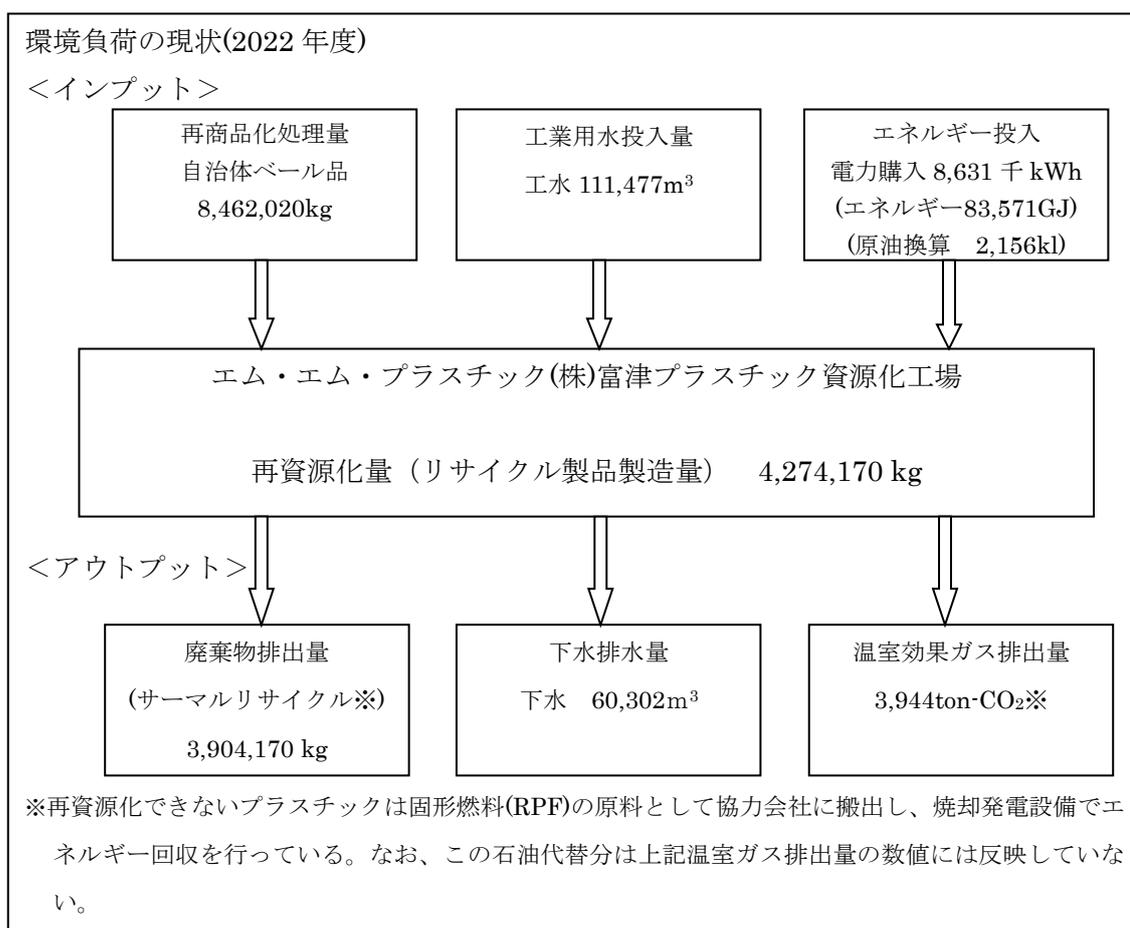 環境負荷の現状(2022 年度)
＜インプット＞
再商品化処理量
自治体ベール品
8,462,020kg
工業用水投入量
工水 111,477m³
エネルギー投入
電力購入 8,631 千 kWh
(エネルギー83,571GJ)
(原油換算　2,156kl)
エム・エム・プラスチック(株)富津プラスチック資源化工場
再資源化量（リサイクル製品製造量）　4,274,170 kg
＜アウトプット＞
廃棄物排出量
(サーマルリサイクル※)
3,904,170 kg
下水排水量
下水　60,302m³
温室効果ガス排出量
3,944ton-CO₂※
※再資源化できないプラスチックは固形燃料(RPF)の原料として協力会社に搬出し、焼却発電設備でエ
ネルギー回収を行っている。なお、この石油代替分は上記温室ガス排出量の数値には反映していな
い。